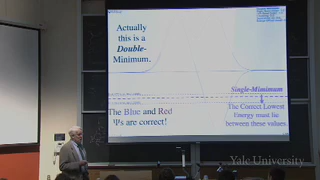 Actually
this is a
Double-
Minimum.
Single-Mimimum
The Blue and Red
Ψs are correct!
The Correct Lowest
Energy must lie
between these values.
Yale University